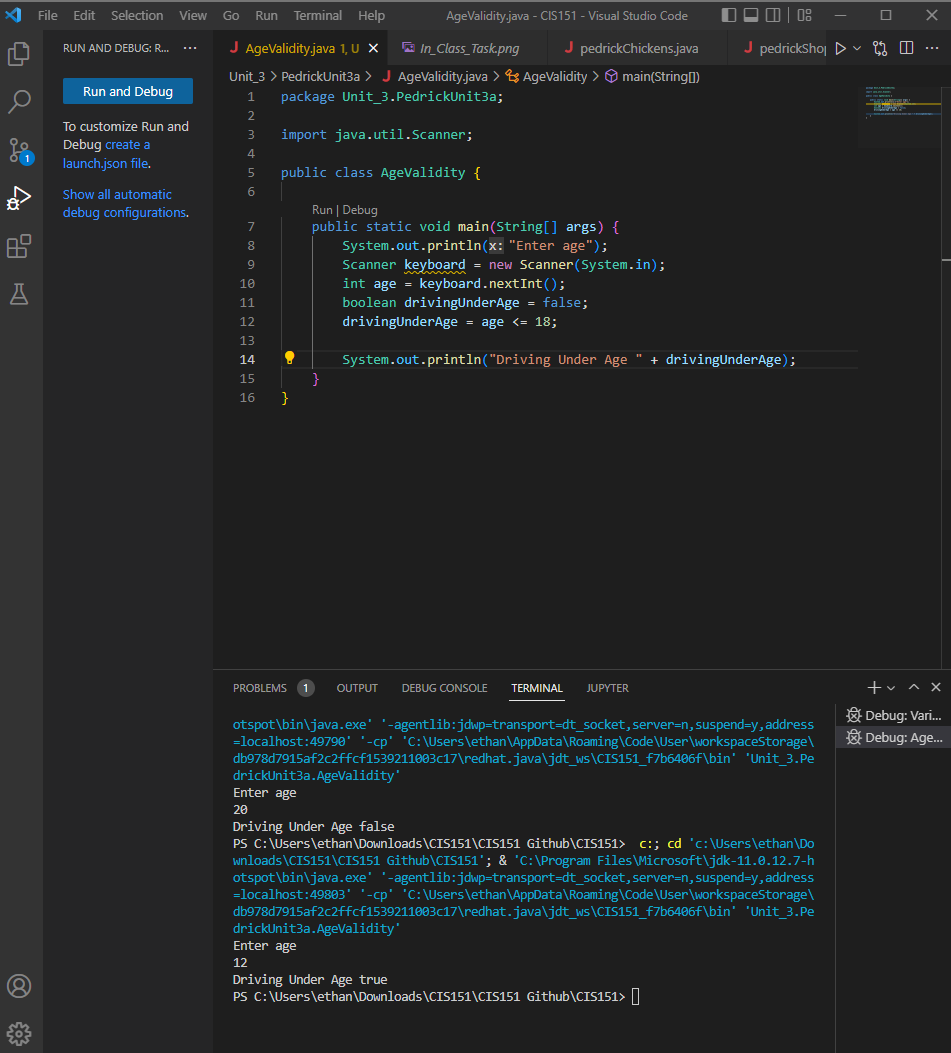 File Edit Selection View Go Run Terminal Help AgeValidity.java - CIS151 - Visual Studio Code
RUN AND DEBUG: R... ···
Run and Debug
To customize Run and
Debug create a
launch.json file.
Show all automatic
debug configurations.
1
J AgeValidity.java 1, U In_Class_Task.png J pedrickChickens.java J pedrickShop
Unit_3 > PedrickUnit3a > J AgeValidity.java > AgeValidity > main(String[])
1 package Unit_3.PedrickUnit3a;
2
3 import java.util.Scanner;
4
5 public class AgeValidity {
6
Run | Debug
7 public static void main(String[] args) {
8 System.out.println(x: "Enter age");
9 Scanner keyboard = new Scanner(System.in);
10 int age = keyboard.nextInt();
11 boolean drivingUnderAge = false;
12 drivingUnderAge = age <= 18;
13
14 System.out.println("Driving Under Age " + drivingUnderAge);
15 }
16 }
PROBLEMS 1 OUTPUT DEBUG CONSOLE TERMINAL JUPYTER
Debug: Vari...
Debug: Age...
otspot\bin\java.exe' '-agentlib:jdwp=transport=dt_socket,server=n,suspend=y,address
=localhost:49790' '-cp' 'C:\Users\ethan\AppData\Roaming\Code\User\workspaceStorage\
db978d7915af2c2ffcf1539211003c17\redhat.java\jdt_ws\CIS151_f7b6406f\bin' 'Unit_3.Pe
drickUnit3a.AgeValidity'
Enter age
20
Driving Under Age false
PS C:\Users\ethan\Downloads\CIS151\CIS151 Github\CIS151> c:; cd 'c:\Users\ethan\Do
wnloads\CIS151\CIS151 Github\CIS151'; & 'C:\Program Files\Microsoft\jdk-11.0.12.7-h
otspot\bin\java.exe' '-agentlib:jdwp=transport=dt_socket,server=n,suspend=y,address
=localhost:49803' '-cp' 'C:\Users\ethan\AppData\Roaming\Code\User\workspaceStorage\
db978d7915af2c2ffcf1539211003c17\redhat.java\jdt_ws\CIS151_f7b6406f\bin' 'Unit_3.Pe
drickUnit3a.AgeValidity'
Enter age
12
Driving Under Age true
PS C:\Users\ethan\Downloads\CIS151\CIS151 Github\CIS151>